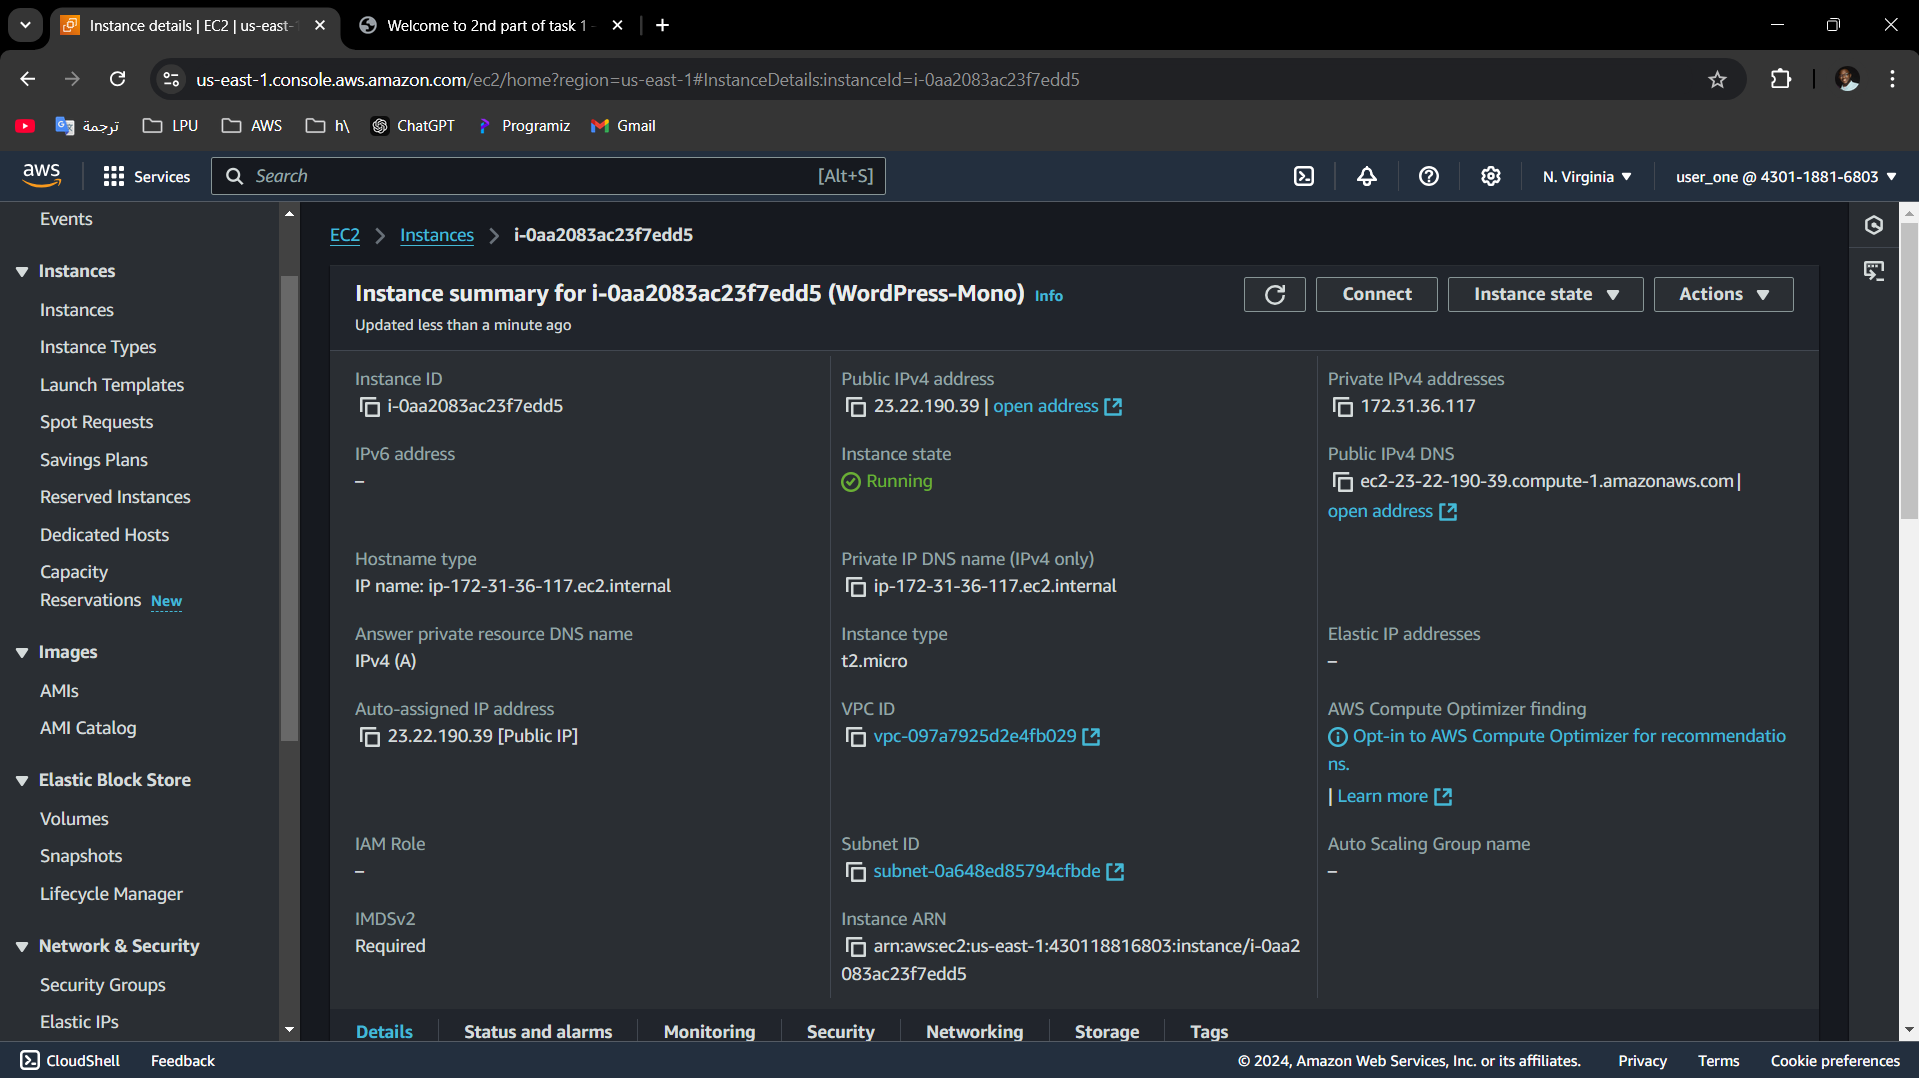 Instance details | EC2 | us-east-1
Welcome to 2nd part of task 1 -
us-east-1.console.aws.amazon.com/ec2/home?region=us-east-1#InstanceDetails:instanceId=i-0aa2083ac23f7edd5
ترجمة
LPU
AWS
h\
ChatGPT
Programiz
Gmail
aws
Services
Search
[Alt+S]
N. Virginia
user_one @ 4301-1881-6803
Events
Instances
Instances
Instance Types
Launch Templates
Spot Requests
Savings Plans
Reserved Instances
Dedicated Hosts
Capacity
Reservations New
Images
AMIs
AMI Catalog
Elastic Block Store
Volumes
Snapshots
Lifecycle Manager
Network & Security
Security Groups
Elastic IPs
EC2 > Instances > i-0aa2083ac23f7edd5
Instance summary for i-0aa2083ac23f7edd5 (WordPress-Mono) Info
Updated less than a minute ago
Connect
Instance state
Actions
Instance ID
i-0aa2083ac23f7edd5
Public IPv4 address
23.22.190.39 | open address
Private IPv4 addresses
172.31.36.117
IPv6 address
–
Instance state
Running
Public IPv4 DNS
ec2-23-22-190-39.compute-1.amazonaws.com |
open address
Hostname type
IP name: ip-172-31-36-117.ec2.internal
Private IP DNS name (IPv4 only)
ip-172-31-36-117.ec2.internal
Answer private resource DNS name
IPv4 (A)
Instance type
t2.micro
Elastic IP addresses
–
Auto-assigned IP address
23.22.190.39 [Public IP]
VPC ID
vpc-097a7925d2e4fb029
AWS Compute Optimizer finding
Opt-in to AWS Compute Optimizer for recommendatio
ns.
| Learn more
IAM Role
–
Subnet ID
subnet-0a648ed85794cfbde
Auto Scaling Group name
–
IMDSv2
Required
Instance ARN
arn:aws:ec2:us-east-1:430118816803:instance/i-0aa2
083ac23f7edd5
Details
Status and alarms
Monitoring
Security
Networking
Storage
Tags
CloudShell
Feedback
© 2024, Amazon Web Services, Inc. or its affiliates.
Privacy
Terms
Cookie preferences